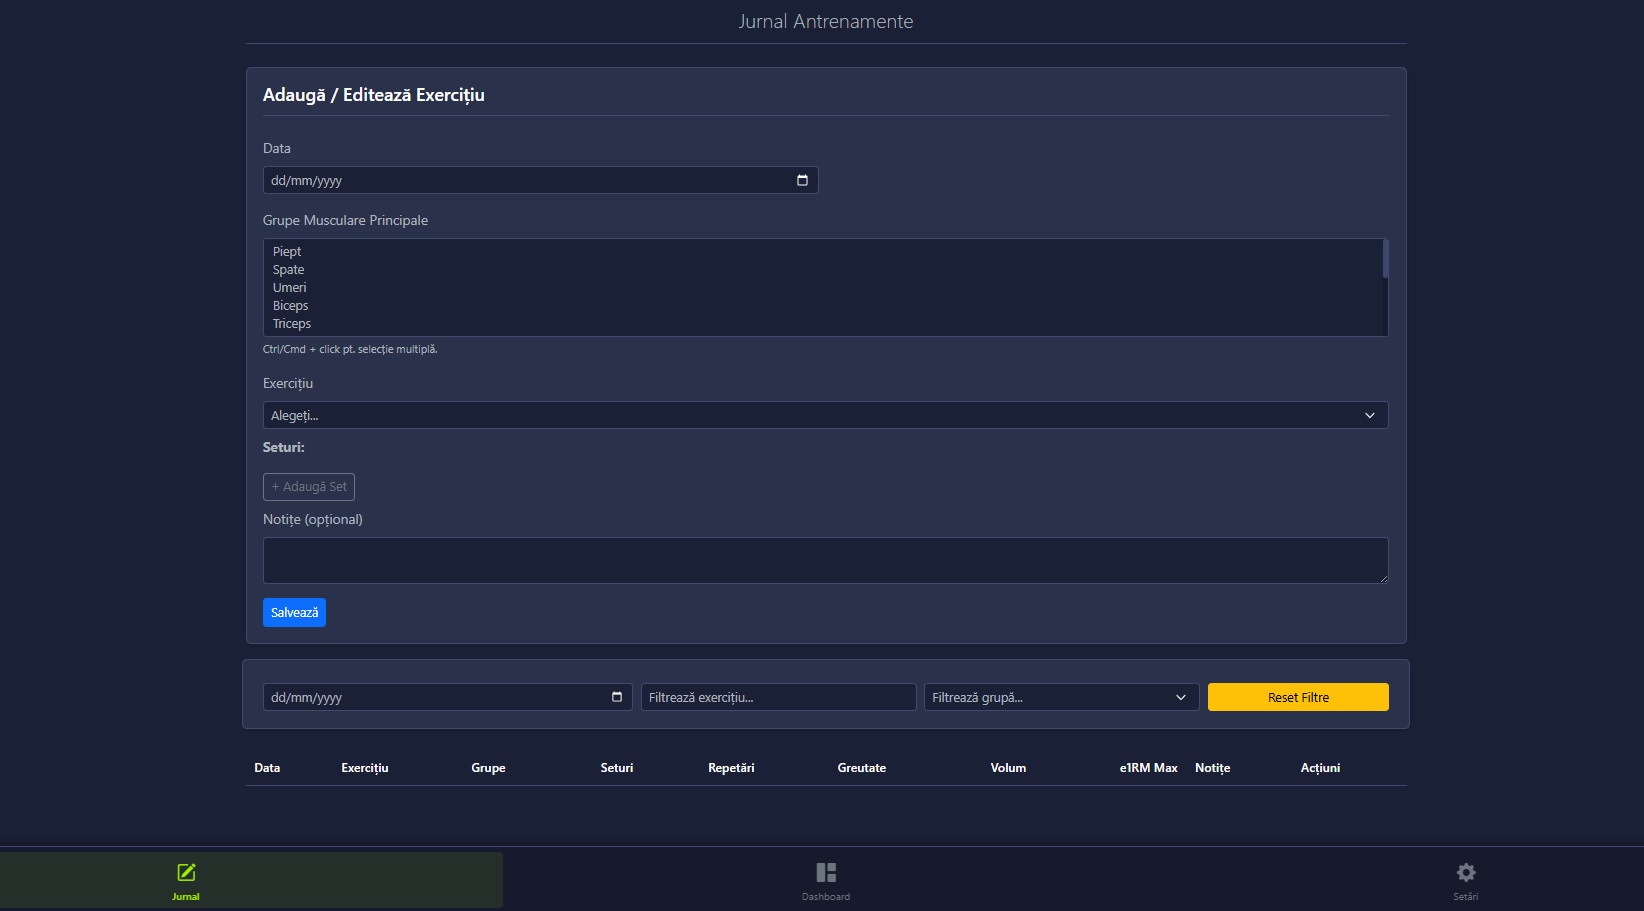 Jurnal Antrenamente
Adaugă / Editează Exercițiu
Data
dd/mm/yyyy
Grupe Musculare Principale
Piept
Spate
Umeri
Biceps
Triceps
Ctrl/Cmd + click pt. selecție multiplă.
Exercițiu
Alegeți...
Seturi:
+ Adaugă Set
Notițe (opțional)
Salvează
dd/mm/yyyy Filtrează exercițiu... Filtrează grupă... Reset Filtre
Data Exercițiu Grupe Seturi Repetări Greutate Volum e1RM Max Notițe Acțiuni
Jurnal Dashboard Setări